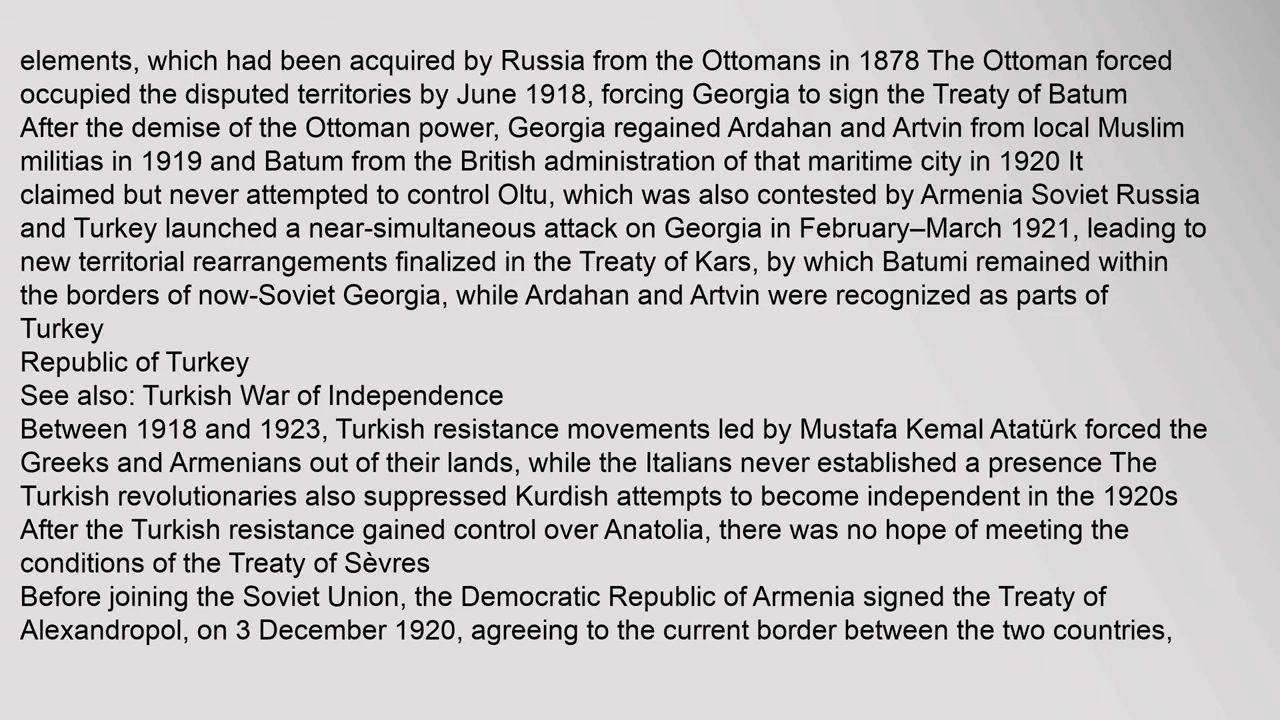 elements, which had been acquired by Russia from the Ottomans in 1878 The Ottoman forced
occupied the disputed territories by June 1918, forcing Georgia to sign the Treaty of Batum
After the demise of the Ottoman power, Georgia regained Ardahan and Artvin from local Muslim
militias in 1919 and Batum from the British administration of that maritime city in 1920 It
claimed but never attempted to control Oltu, which was also contested by Armenia Soviet Russia
and Turkey launched a near-simultaneous attack on Georgia in February–March 1921, leading to
new territorial rearrangements finalized in the Treaty of Kars, by which Batumi remained within
the borders of now-Soviet Georgia, while Ardahan and Artvin were recognized as parts of
Turkey
Republic of Turkey
See also: Turkish War of Independence
Between 1918 and 1923, Turkish resistance movements led by Mustafa Kemal Atatürk forced the
Greeks and Armenians out of their lands, while the Italians never established a presence The
Turkish revolutionaries also suppressed Kurdish attempts to become independent in the 1920s
After the Turkish resistance gained control over Anatolia, there was no hope of meeting the
conditions of the Treaty of Sèvres
Before joining the Soviet Union, the Democratic Republic of Armenia signed the Treaty of
Alexandropol, on 3 December 1920, agreeing to the current border between the two countries,